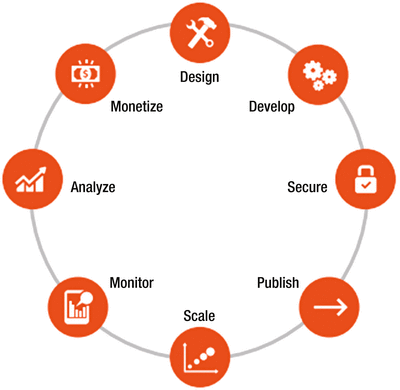 Design
Monetize
Develop
Analyze
Secure
Monitor
Publish
Scale